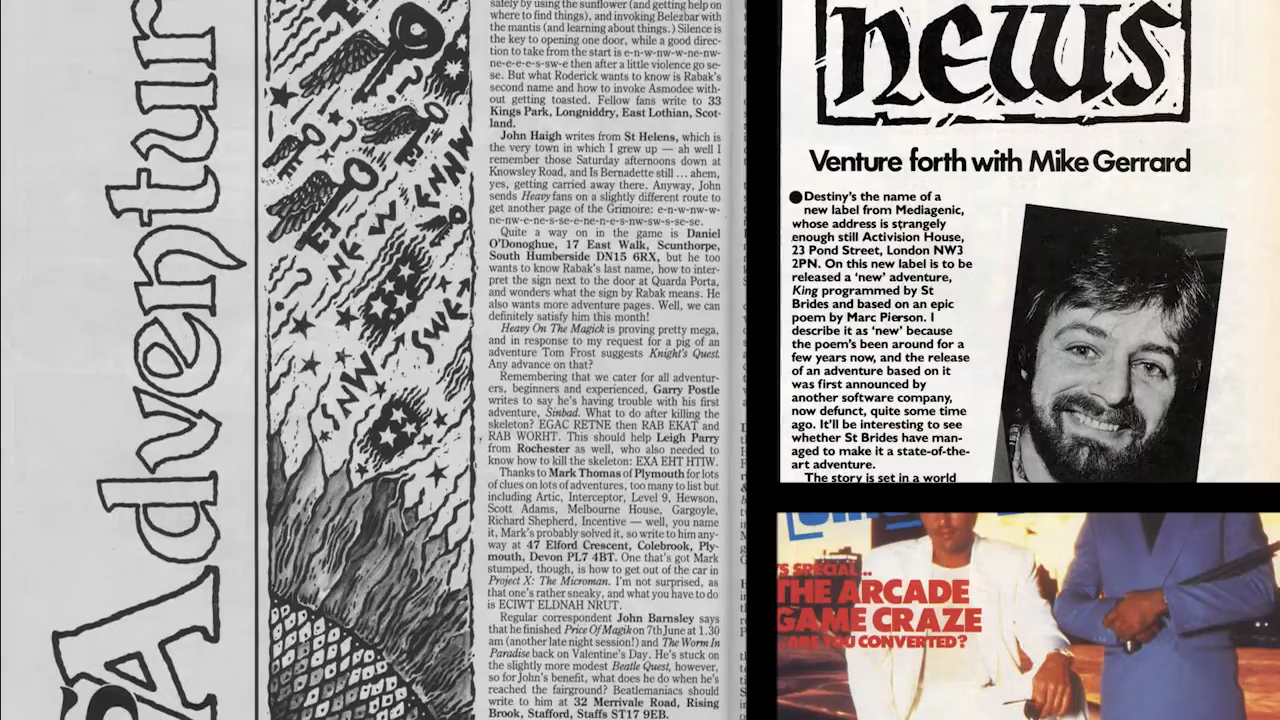 Adventur
NE
NW
W
E
NNW
SW
E
SNW
safely by using the sunflower (and getting help on
where to find things), and invoking Belezbar with
the mantis (and learning about things.) Silence is
the key to opening one door, while a good direc-
tion to take from the start is e-n-w-nw-w-ne-nw-
ne-e-e-e-s-sw-e then after a little violence go se-
se. But what Roderick wants to know is Rabak's
second name and how to invoke Asmodee with-
out getting toasted. Fellow fans write to 33
Kings Park, Longniddry, East Lothian, Scot-
land.
John Haigh writes from St Helens, which is
the very town in which I grew up — ah well I
remember those Saturday afternoons down at
Knowsley Road, and Is Bernadette still ... ahem,
yes, getting carried away there. Anyway, John
sends Heavy fans on a slightly different route to
get another page of the Grimoire: e-n-w-nw-w-
ne-nw-e-ne-s-se-e-ne-n-e-s-nw-sw-s-se-se.
Quite a way on in the game is Daniel
O'Donoghue, 17 East Walk, Scunthorpe,
South Humberside DN15 6RX, but he too
wants to know Rabak's last name, how to inter-
pret the sign next to the door at Quarda Porta,
and wonders what the sign by Rabak means. He
also wants more adventure pages. Well, we can
definitely satisfy him this month!
Heavy On The Magick is proving pretty mega,
and in response to my request for a pig of an
adventure Tom Frost suggests Knight's Quest.
Any advance on that?
Remembering that we cater for all adventur-
ers, beginners and experienced, Garry Postle
writes to say he's having trouble with his first
adventure, Sinbad. What to do after killing the
skeleton? EGAC RETNE then RAB EKAT and
RAB WORHT. This should help Leigh Parry
from Rochester as well, who also needed to
know how to kill the skeleton: EXA EHT HTIW.
Thanks to Mark Thomas of Plymouth for lots
of clues on lots of adventures, too many to list but
including Artic, Interceptor, Level 9, Hewson,
Scott Adams, Melbourne House, Gargoyle,
Richard Shepherd, Incentive — well, you name
it, Mark's probably solved it, so write to him any-
way at 47 Elford Crescent, Colebrook, Ply-
mouth, Devon PL7 4BT. One that's got Mark
stumped, though, is how to get out of the car in
Project X: The Microman. I'm not surprised, as
that one's rather sneaky, and what you have to do
is ECIWT ELDNAH NRUT.
Regular correspondent John Barnsley says
that he finished Price Of Magik on 7th June at 1.30
am (another late night session!) and The Worm In
Paradise back on Valentine's Day. He's stuck on
the slightly more modest Beatle Quest, however,
so for John's benefit, what does he do when he's
reached the fairground? Beatlemaniacs should
write to him at 32 Merrivale Road, Rising
Brook, Stafford, Staffs ST17 9EB.
news
Venture forth with Mike Gerrard
●Destiny's the name of a
new label from Mediagenic,
whose address is strangely
enough still Activision House,
23 Pond Street, London NW3
2PN. On this new label is to be
released a 'new' adventure,
King programmed by St
Brides and based on an epic
poem by Marc Pierson. I
describe it as 'new' because
the poem's been around for a
few years now, and the release
of an adventure based on it
was first announced by
another software company,
now defunct, quite some time
ago. It'll be interesting to see
whether St Brides have man-
aged to make it a state-of-the-
art adventure.
The story is set in a world
'S SPECIAL...
THE ARCADE
GAME CRAZE
...ARE YOU CONVERTED?